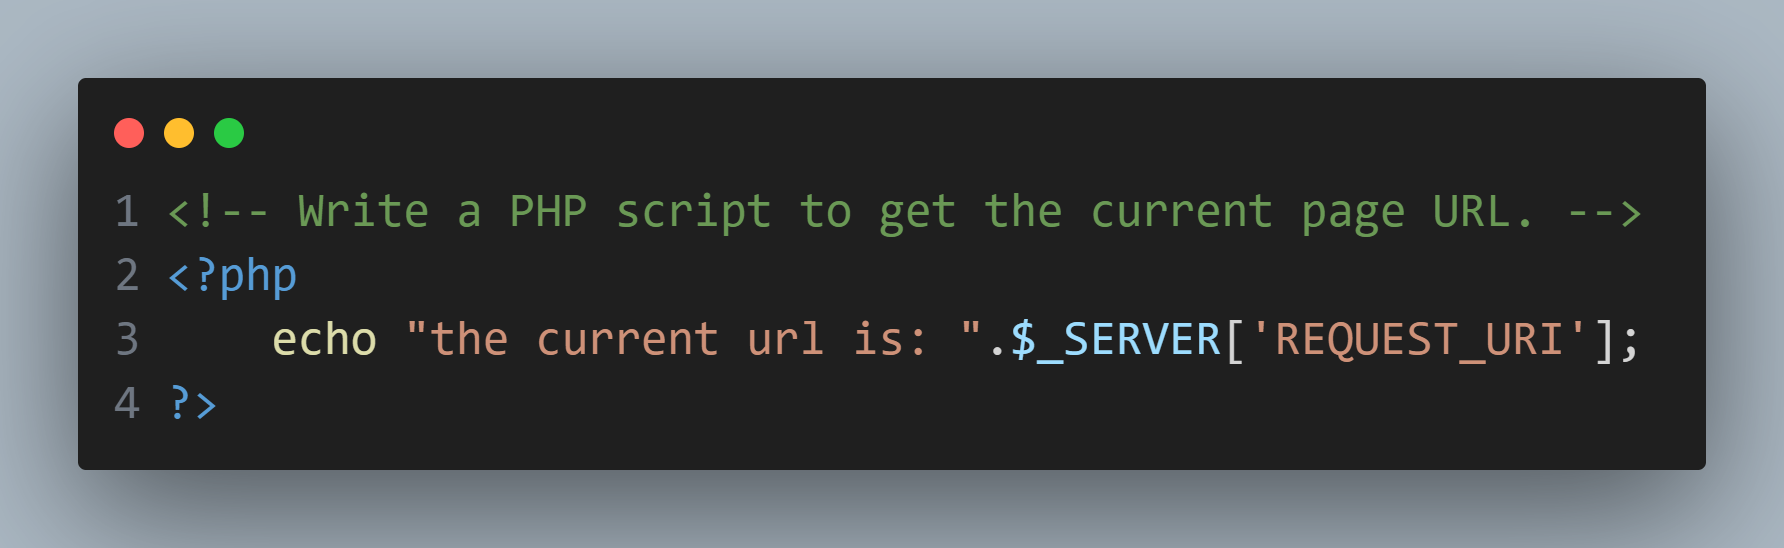 1 <!-- Write a PHP script to get the current page URL. -->
2 <?php
3     echo "the current url is: ".$_SERVER['REQUEST_URI'];
4 ?>